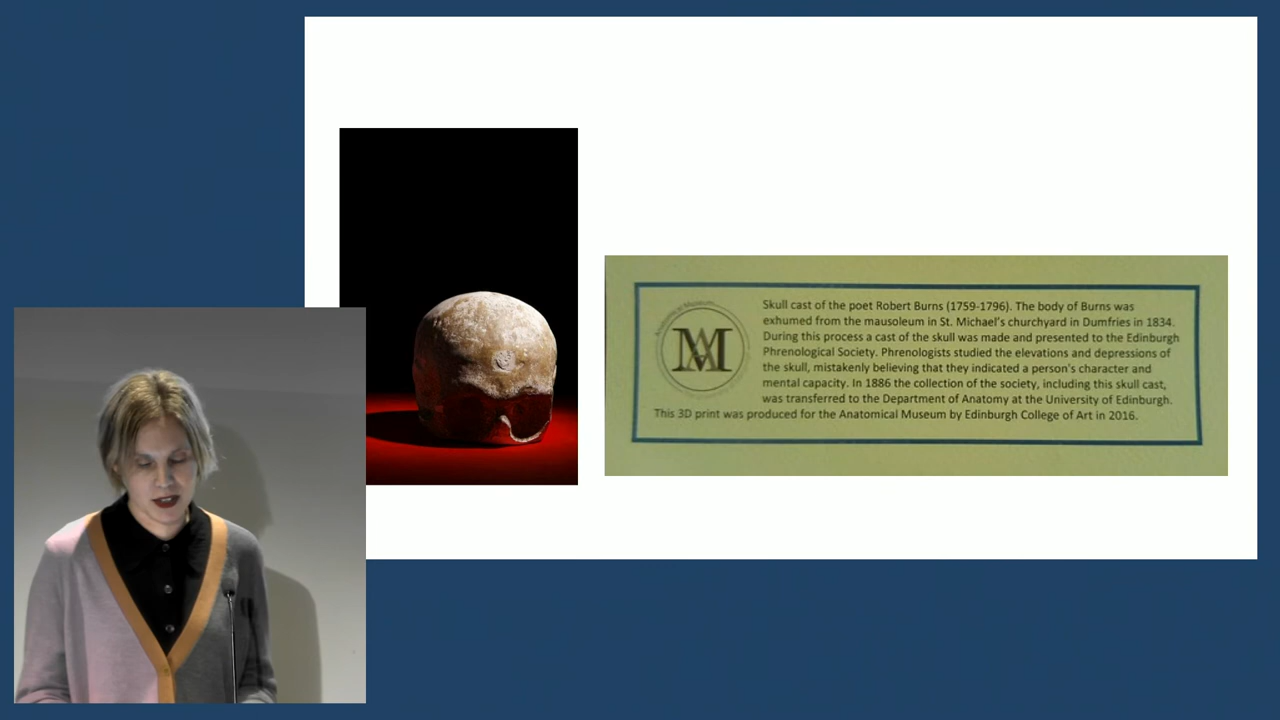 Skull cast of the poet Robert Burns (1759-1796). The body of Burns was
exhumed from the mausoleum in St. Michael's churchyard in Dumfries in 1834.
During this process a cast of the skull was made and presented to the Edinburgh
Phrenological Society. Phrenologists studied the elevations and depressions of
the skull, mistakenly believing that they indicated a person's character and
mental capacity. In 1886 the collection of the society, including this skull cast,
was transferred to the Department of Anatomy at the University of Edinburgh.
This 3D print was produced for the Anatomical Museum by Edinburgh College of Art in 2016.